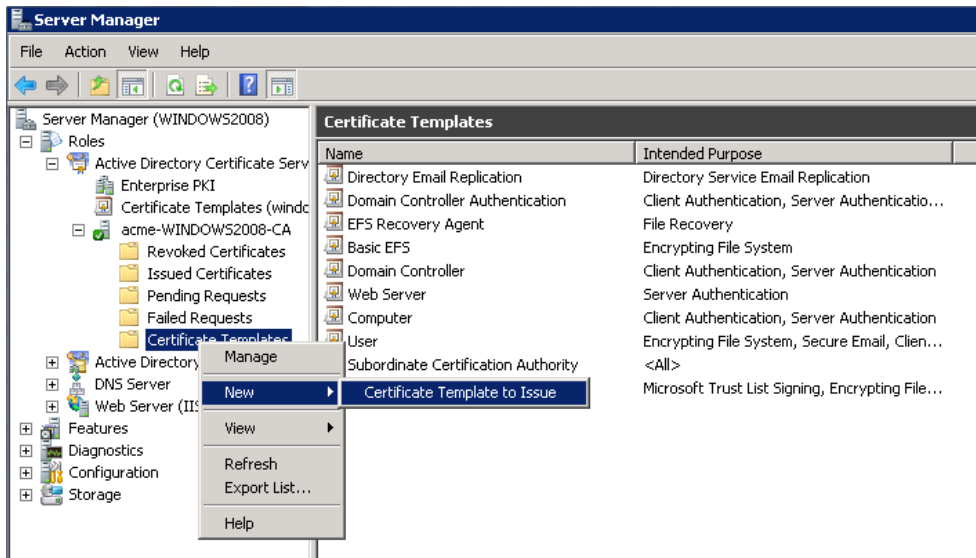 Server Manager
File Action View Help
Server Manager (WINDOWS2008)
Roles
Active Directory Certificate Serv
Enterprise PKI
Certificate Templates (windc
acme-WINDOWS2008-CA
Revoked Certificates
Issued Certificates
Pending Requests
Failed Requests
Certificate Templates
Active Directory
DNS Server
Web Server (IIS
Features
Diagnostics
Configuration
Storage
Manage
New
View
Refresh
Export List...
Help
Certificate Template to Issue
Certificate Templates
Name Intended Purpose
Directory Email Replication Directory Service Email Replication
Domain Controller Authentication Client Authentication, Server Authenticatio...
EFS Recovery Agent File Recovery
Basic EFS Encrypting File System
Domain Controller Client Authentication, Server Authentication
Web Server Server Authentication
Computer Client Authentication, Server Authentication
User Encrypting File System, Secure Email, Clien...
Subordinate Certification Authority <All>
Microsoft Trust List Signing, Encrypting File...